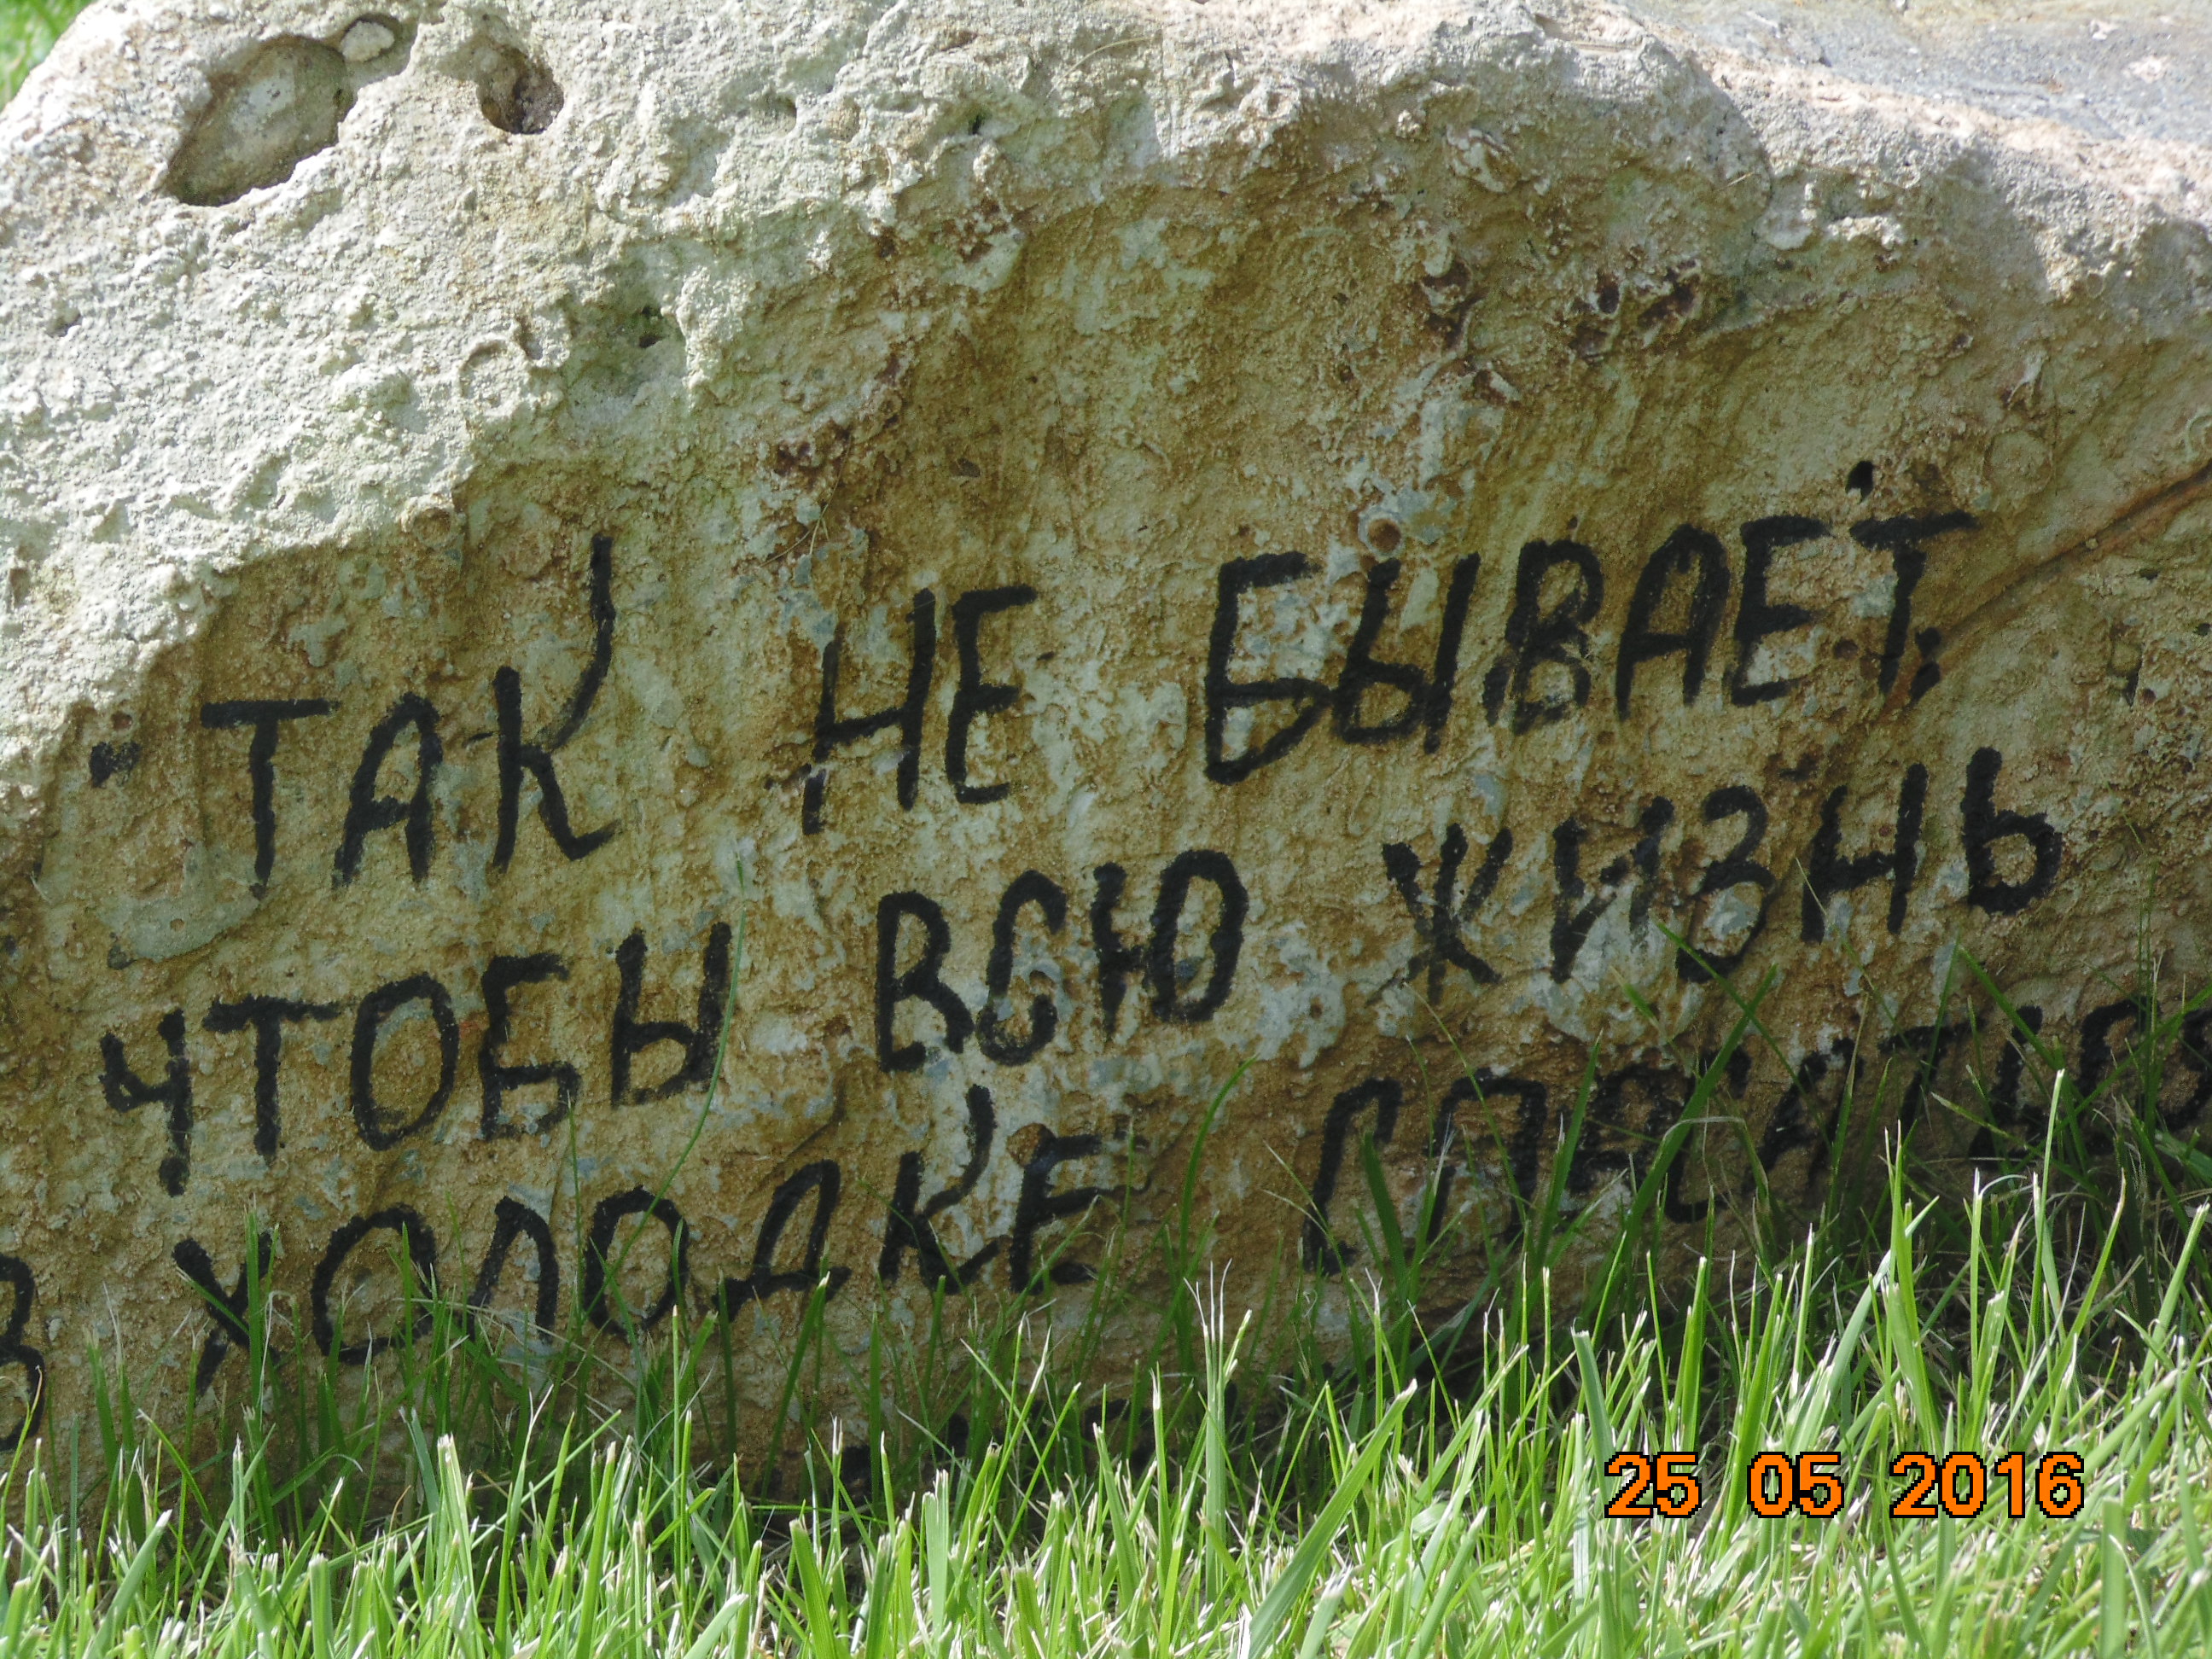 "ТАК НЕ БЫВАЕТ:
ЧТОБЫ ВСЮ ЖИЗНЬ
В ХОЛОДКЕ
25 05 2016